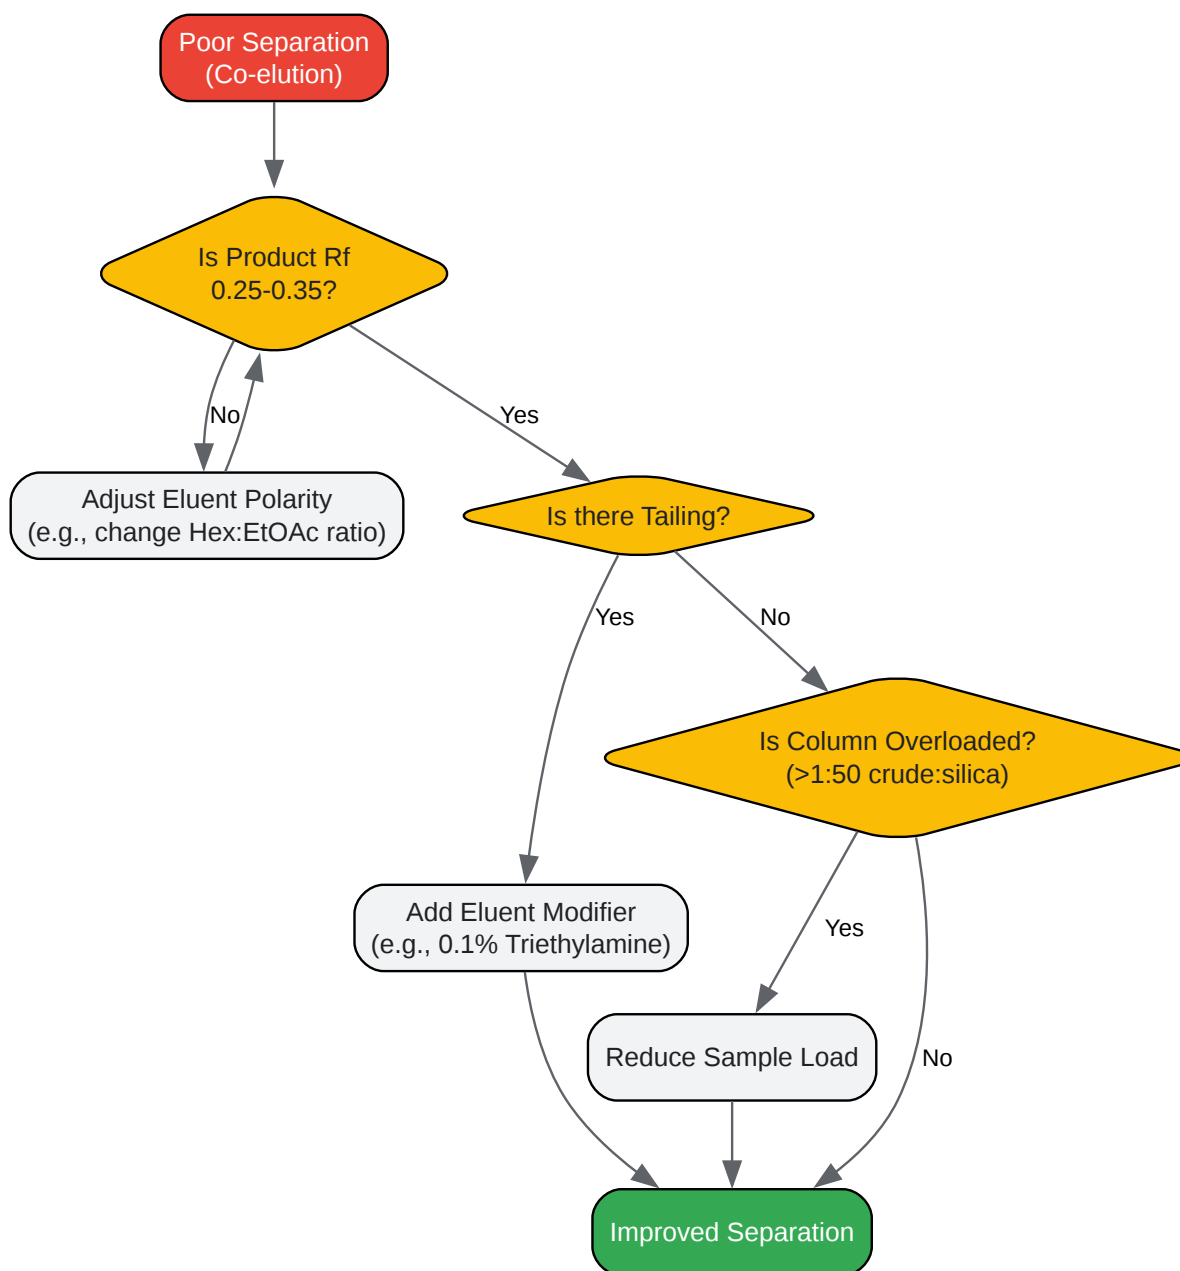 Poor Separation
(Co-elution)
Is Product Rf
0.25-0.35?
No
Yes
Adjust Eluent Polarity
(e.g., change Hex:EtOAc ratio)
Is there Tailing?
Yes
No
Is Column Overloaded?
(>1:50 crude:silica)
Add Eluent Modifier
(e.g., 0.1% Triethylamine)
Yes
Reduce Sample Load
No
Improved Separation